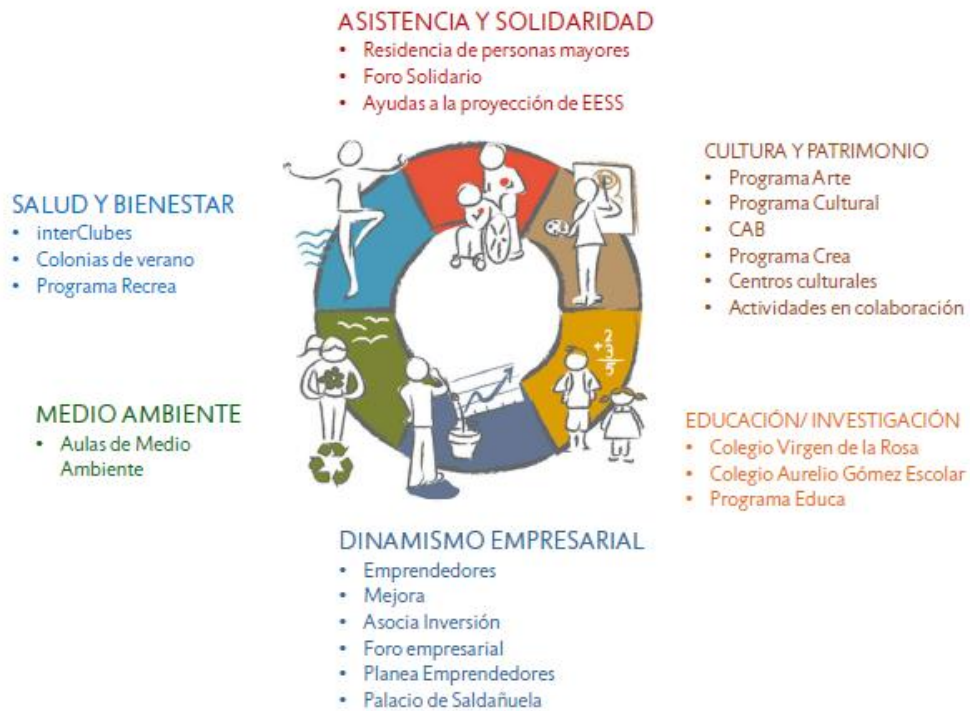 ASISTENCIA Y SOLIDARIDAD
• Residencia de personas mayores
• Foro Solidario
• Ayudas a la proyección de EESS
CULTURA Y PATRIMONIO
• Programa Arte
• Programa Cultural
• CAB
• Programa Crea
• Centros culturales
• Actividades en colaboración
SALUD Y BIENESTAR
• interClubes
• Colonias de verano
• Programa Recrea
2
+3
5
MEDIO AMBIENTE
• Aulas de Medio
Ambiente
EDUCACIÓN/ INVESTIGACIÓN
• Colegio Virgen de la Rosa
• Colegio Aurelio Gómez Escolar
• Programa Educa
DINAMISMO EMPRESARIAL
• Emprendedores
• Mejora
• Asocia Inversión
• Foro empresarial
• Planea Emprendedores
• Palacio de Saldañuela